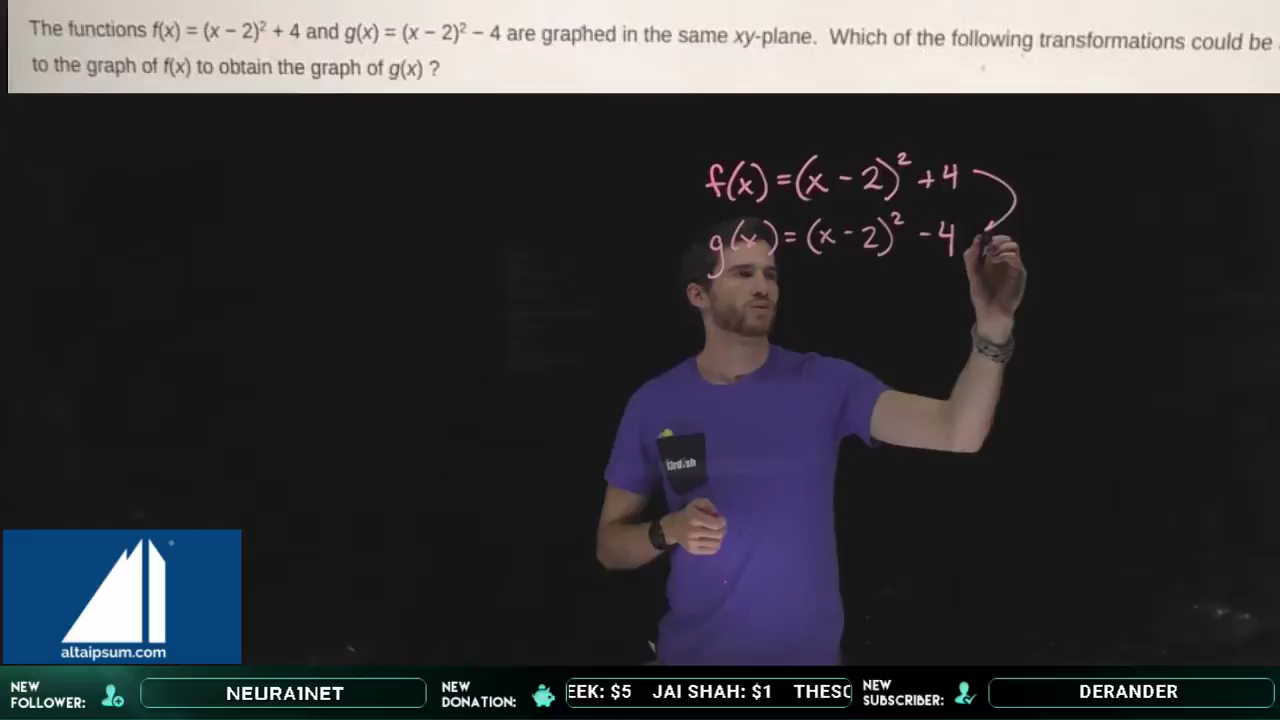 The functions f(x) = (x − 2)² + 4 and g(x) = (x − 2)² − 4 are graphed in the same xy-plane. Which of the following transformations could be
to the graph of f(x) to obtain the graph of g(x) ?
f(x) = (x − 2)² + 4
g(x) = (x − 2)² − 4
altaipsum.com
NEW FOLLOWER:
NEURA1NET
NEW DONATION:
EEK: $5 JAI SHAH: $1 THESC
NEW SUBSCRIBER:
DERANDER